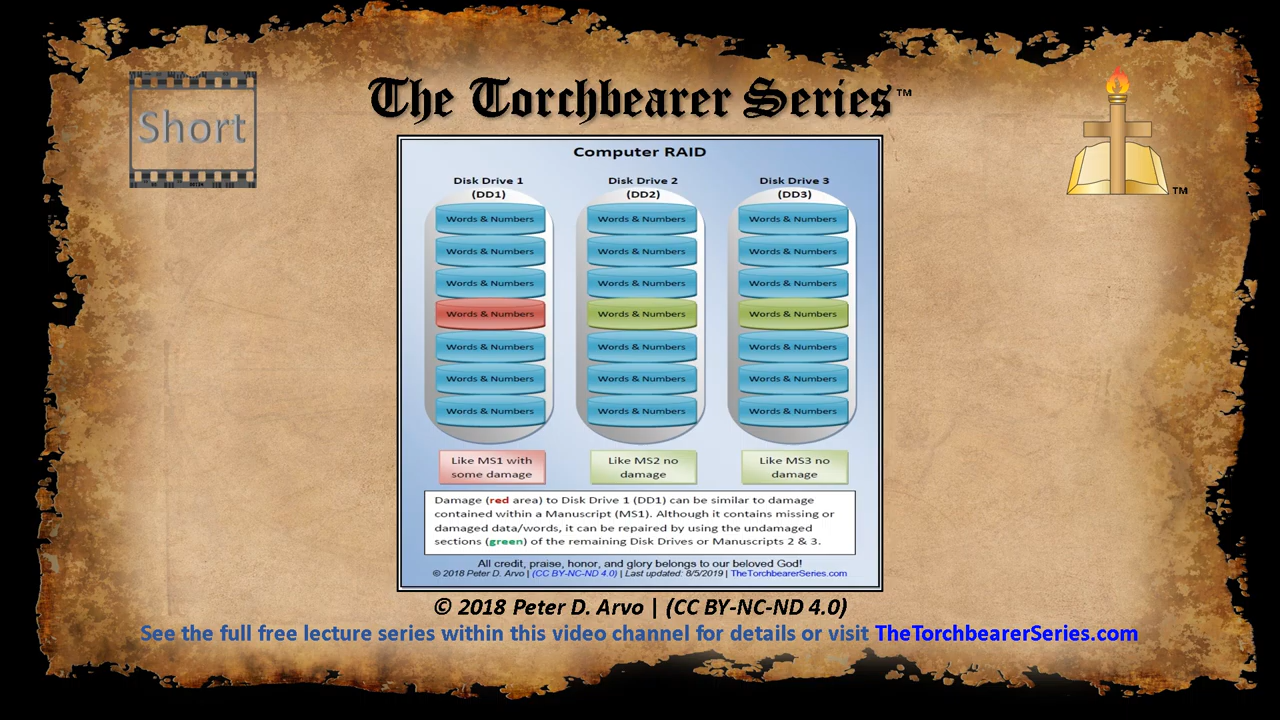 The Torchbearer Series™
Short
™
Computer RAID
Disk Drive 1 Disk Drive 2 Disk Drive 3
(DD1) (DD2) (DD3)
Words & Numbers Words & Numbers Words & Numbers
Words & Numbers Words & Numbers Words & Numbers
Words & Numbers Words & Numbers Words & Numbers
Words & Numbers Words & Numbers Words & Numbers
Words & Numbers Words & Numbers Words & Numbers
Words & Numbers Words & Numbers Words & Numbers
Words & Numbers Words & Numbers Words & Numbers
Like MS1 with Like MS2 no Like MS3 no
some damage damage damage
Damage (red area) to Disk Drive 1 (DD1) can be similar to damage
contained within a Manuscript (MS1). Although it contains missing or
damaged data/words, it can be repaired by using the undamaged
sections (green) of the remaining Disk Drives or Manuscripts 2 & 3.
All credit, praise, honor, and glory belongs to our beloved God!
© 2018 Peter D. Arvo | (CC BY-NC-ND 4.0) | Last updated: 8/5/2019 | TheTorchbearerSeries.com
© 2018 Peter D. Arvo | (CC BY-NC-ND 4.0)
See the full free lecture series within this video channel for details or visit TheTorchbearerSeries.com